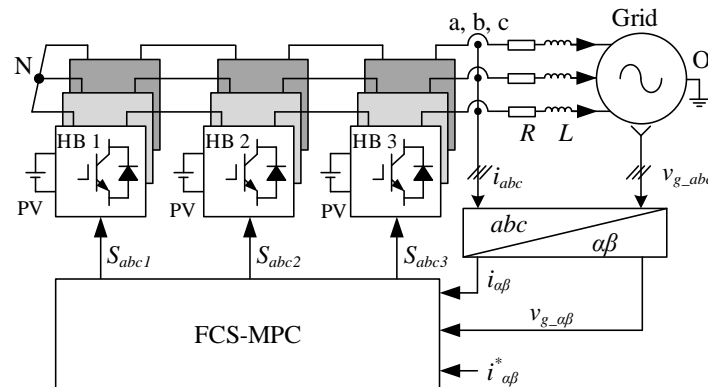 a, b, c
Grid
N
O
HB 1
HB 2
HB 3
R
L
PV
PV
PV
i_abc
v_g_abc
abc
αβ
S_abc1
S_abc2
S_abc3
i_αβ
v_g_αβ
FCS-MPC
i*_αβ